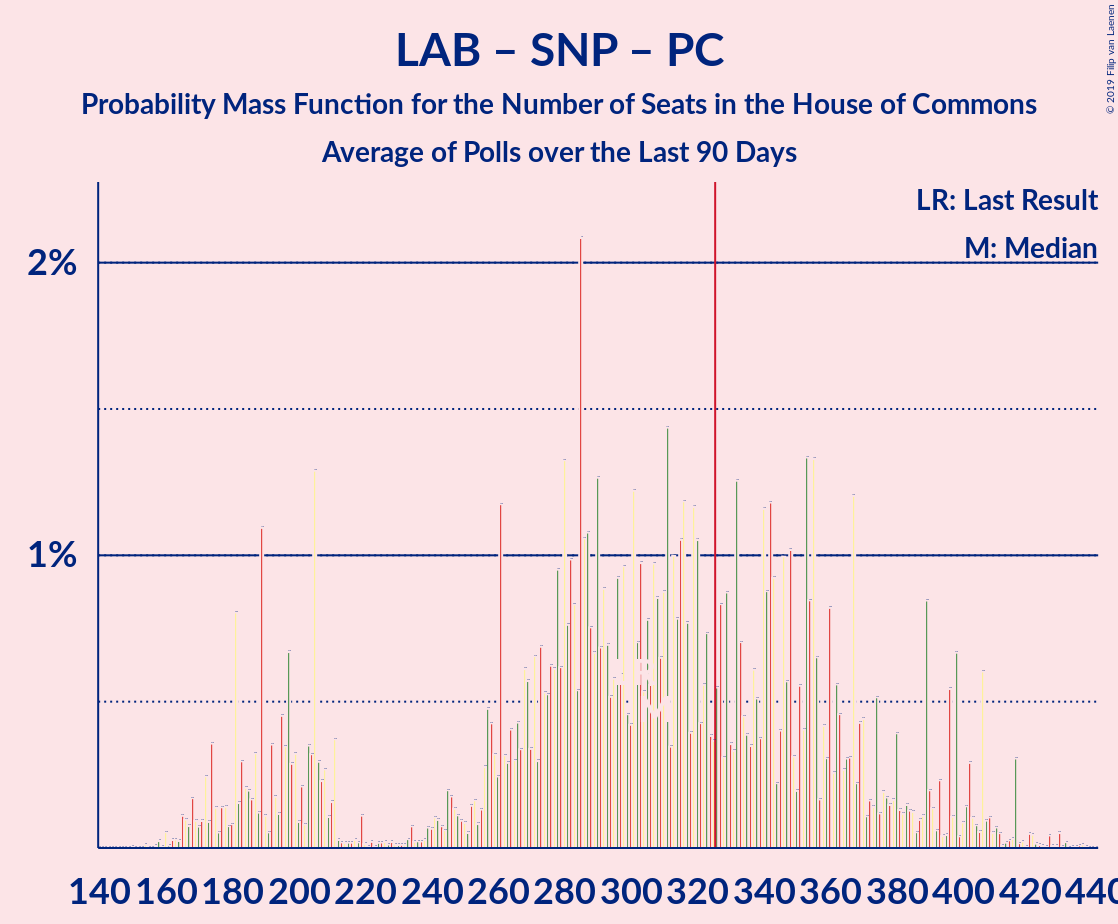 LAB – SNP – PC
Probability Mass Function for the Number of Seats in the House of Commons
Average of Polls over the Last 90 Days
© 2019 Filip van Laenen
LR: Last Result
M: Median
2%
1%
140 160 180 200 220 240 260 280 300 320 340 360 380 400 420 440